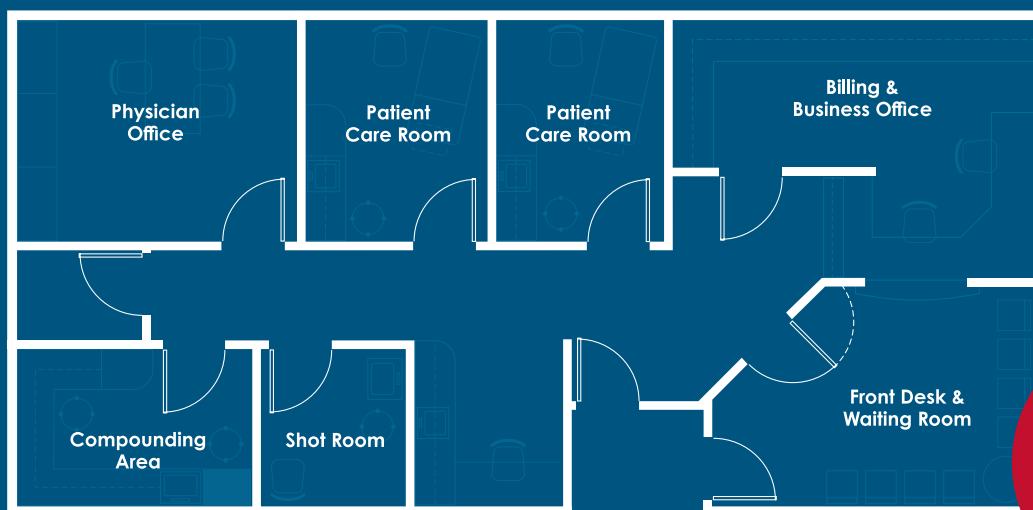 Physician
Office
Patient
Care Room
Patient
Care Room
Billing &
Business Office
Compounding
Area
Shot Room
Front Desk &
Waiting Room